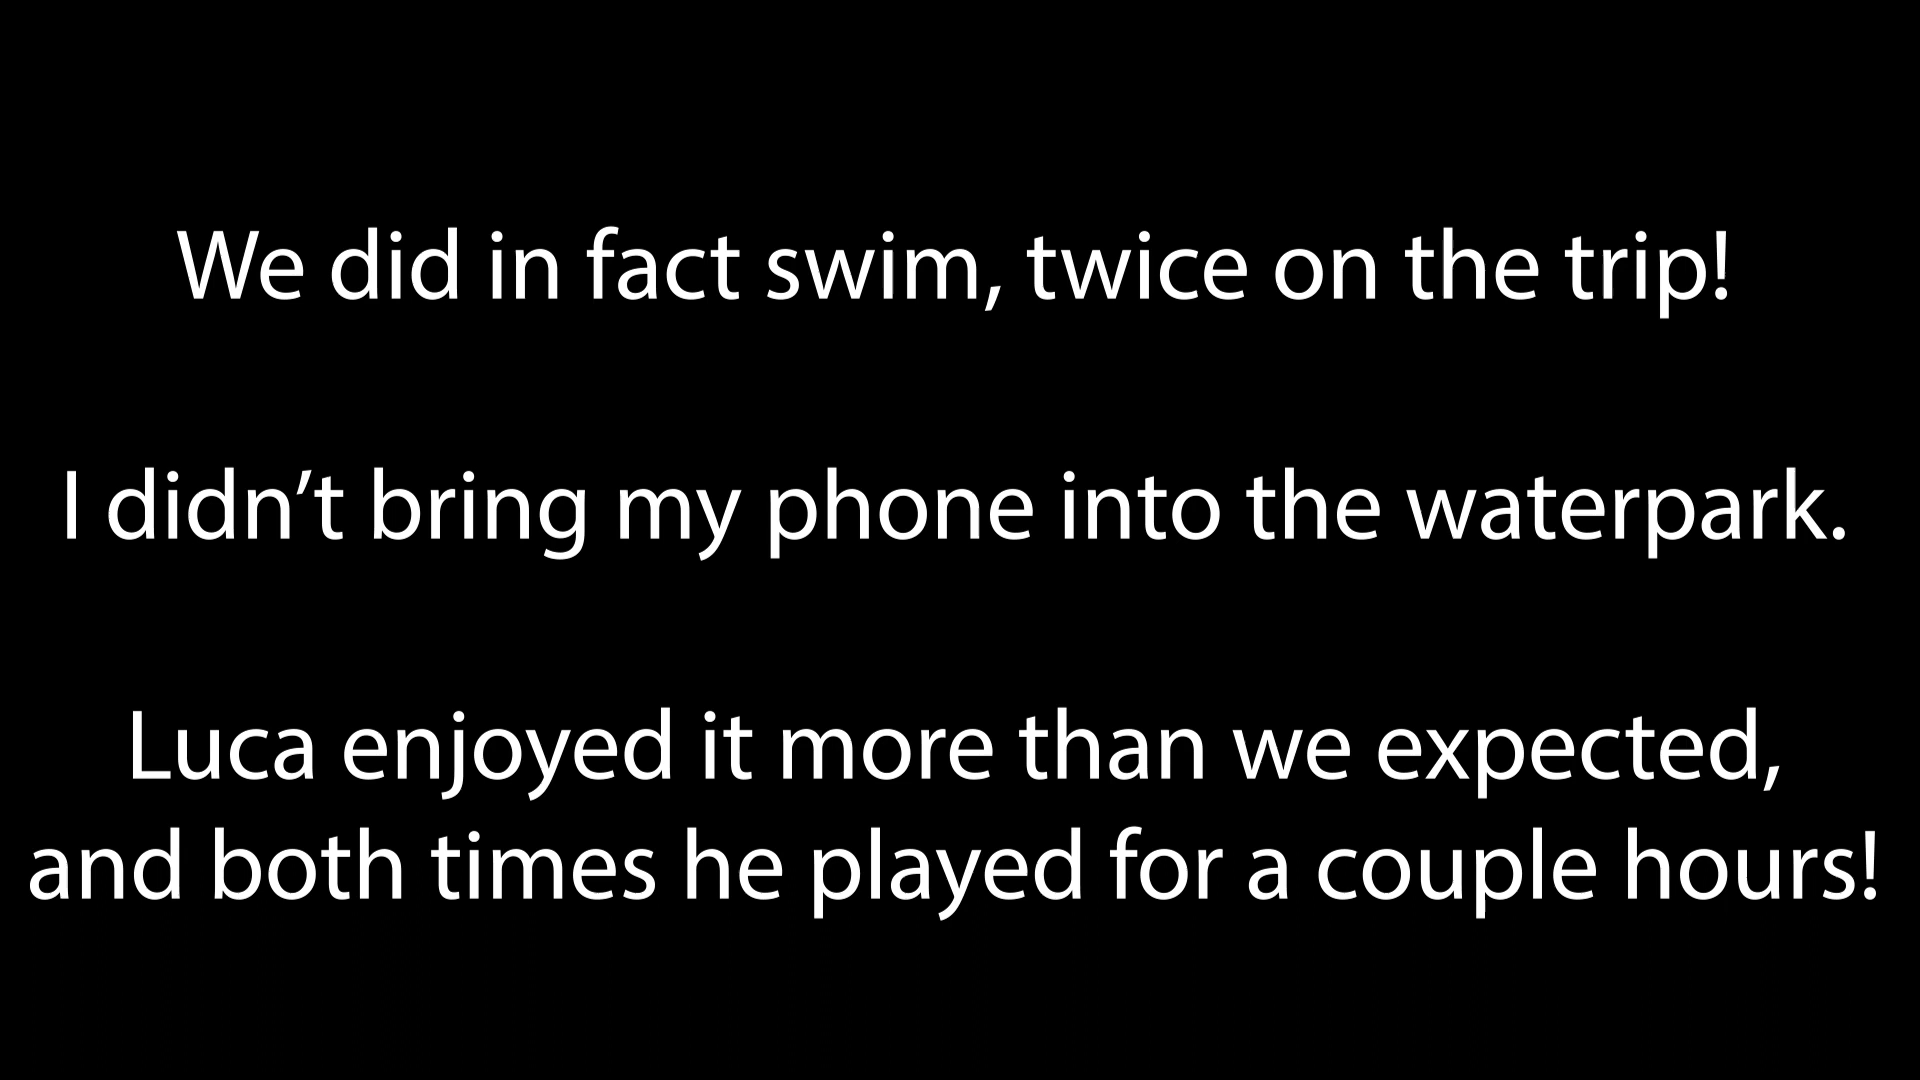 We did in fact swim, twice on the trip!
I didn’t bring my phone into the waterpark.
Luca enjoyed it more than we expected,
and both times he played for a couple hours!